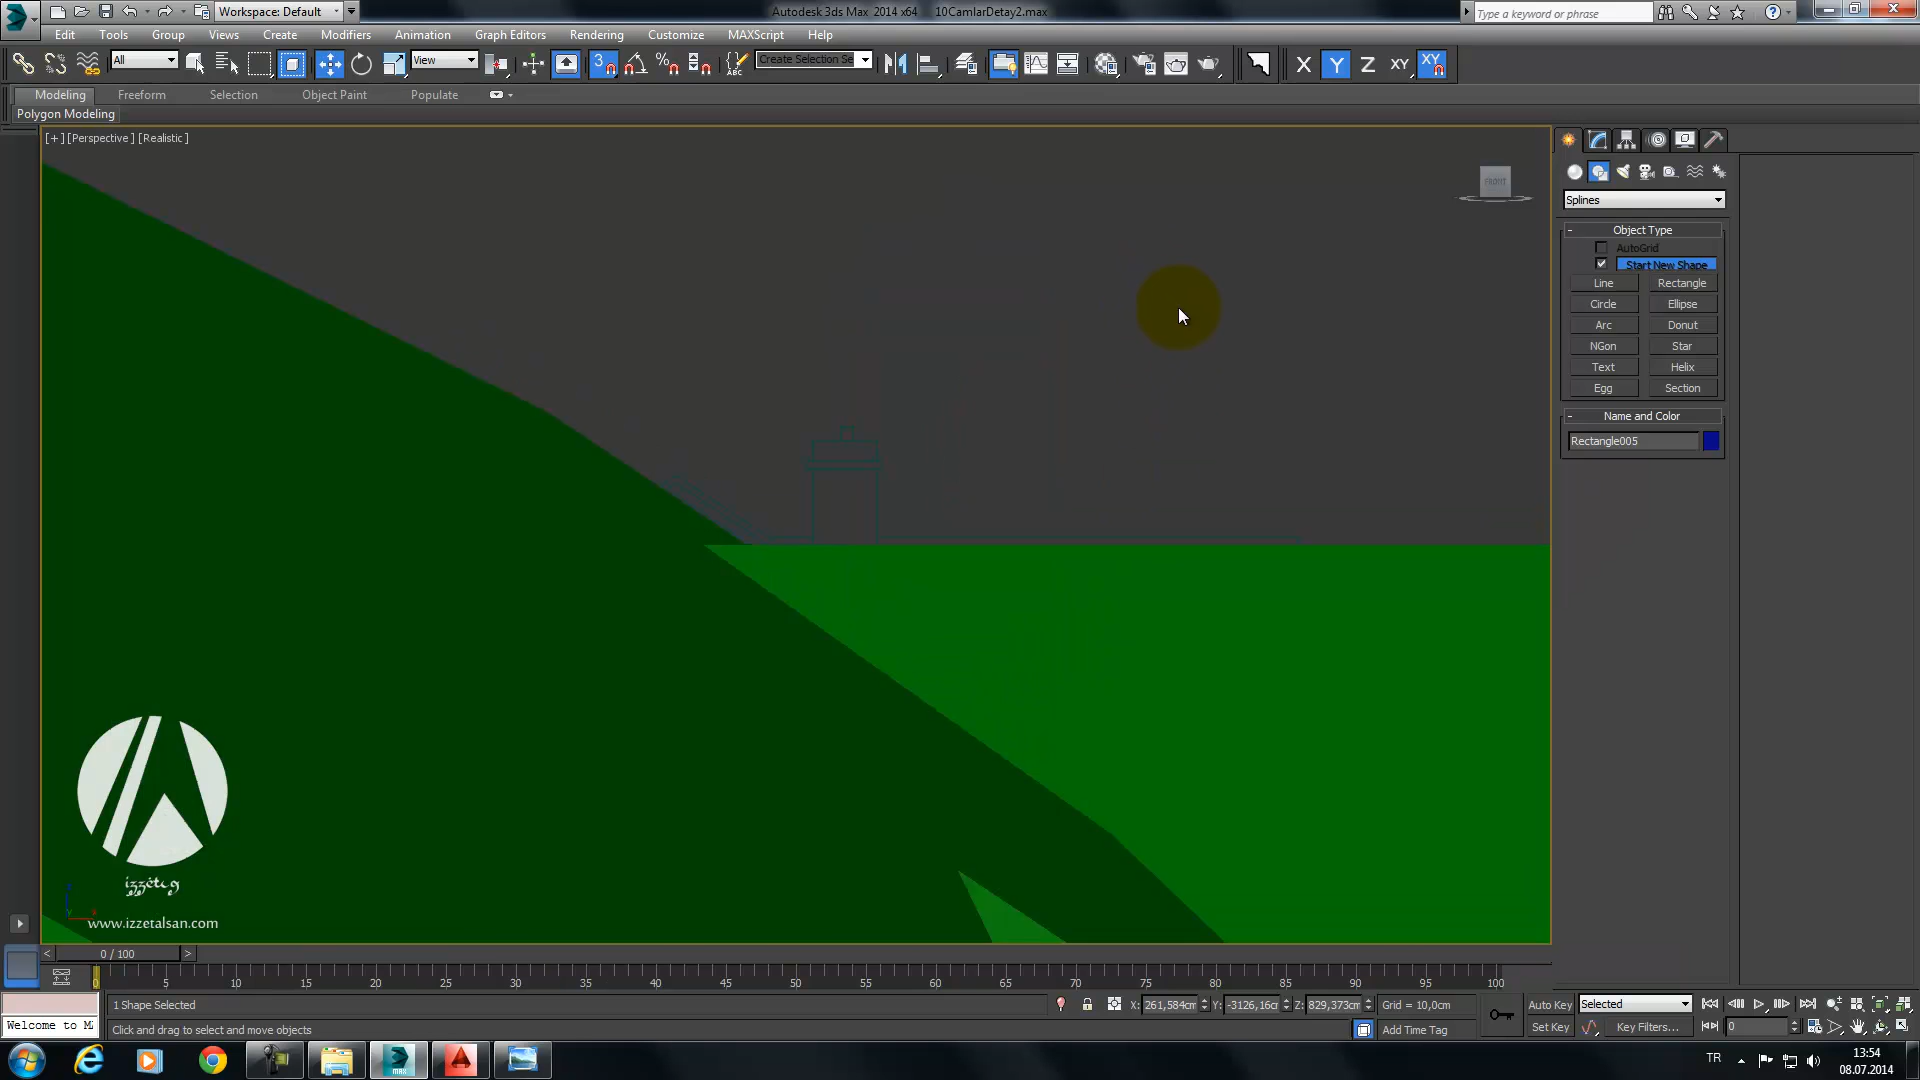 Workspace: Default
Autodesk 3ds Max 2014 x64 10CamlarDetay2.max
Type a keyword or phrase
Edit Tools Group Views Create Modifiers Animation Graph Editors Rendering Customize MAXScript Help
All View 3 % ABC Create Selection Se X Y Z XY XY
Modeling Freeform Selection Object Paint Populate
Polygon Modeling
[+] [Perspective] [Realistic]
FRONT
Splines
- Object Type
AutoGrid
Start New Shape
Line Rectangle
Circle Ellipse
Arc Donut
NGon Star
Text Helix
Egg Section
- Name and Color
Rectangle005
www.izzetalsan.com
< 0 / 100 >
0 5 10 15 20 25 30 35 40 45 50 55 60 65 70 75 80 85 90 95 100
1 Shape Selected X: 261,584cm Y: -3126,16cm Z: 829,373cm Grid = 10,0cm Auto Key Selected
Welcome to M Click and drag to select and move objects Add Time Tag Set Key Key Filters... 0
MAX TR 13:54
08.07.2014